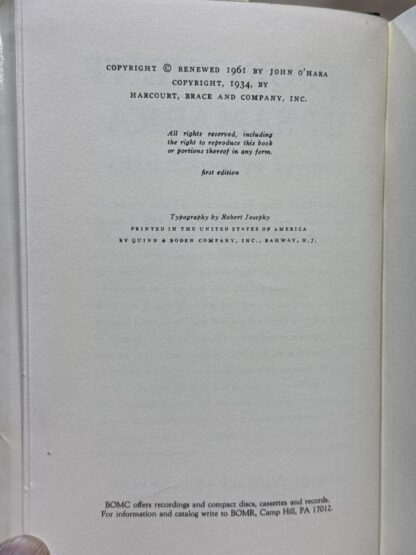 COPYRIGHT © RENEWED 1961 BY JOHN O'HARA
COPYRIGHT, 1934, BY
HARCOURT, BRACE AND COMPANY, INC.
All rights reserved, including
the right to reproduce this book
or portions thereof in any form.
first edition
Typography by Robert Josephy
PRINTED IN THE UNITED STATES OF AMERICA
BY QUINN & BODEN COMPANY, INC., RAHWAY, N.J.
BOMC offers recordings and compact discs, cassettes and records.
For information and catalog write to BOMR, Camp Hill, PA 17012.